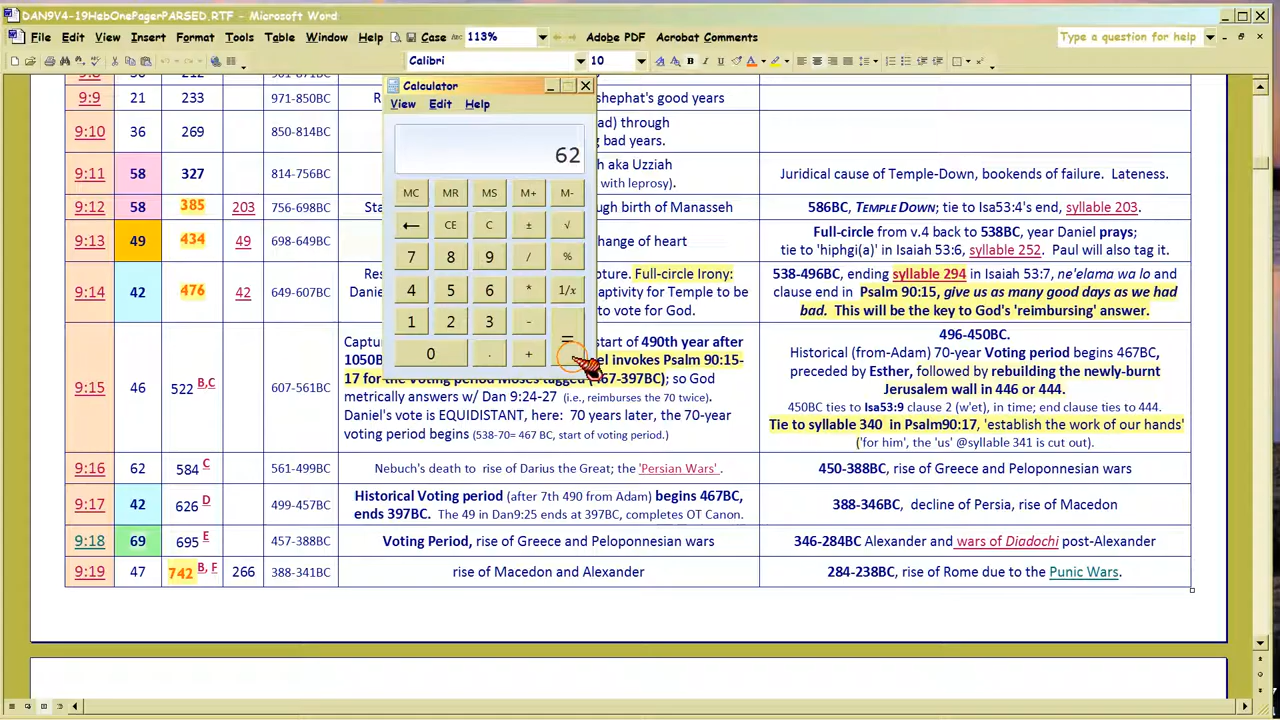 DAN9V4-19HebOnePagerPARSED.RTF - Microsoft Word
File Edit View Insert Format Tools Table Window Help Case 113% Adobe PDF Acrobat Comments Type a question for help
Calibri 10
9:9 21 233 971-850BC shephat's good years
9:10 36 269 850-814BC ad) through
g bad years.
9:11 58 327 814-756BC h aka Uzziah
with leprosy). Juridical cause of Temple-Down, bookends of failure. Lateness.
9:12 58 385 203 756-698BC Sta ugh birth of Manasseh 586BC, TEMPLE DOWN; tie to Isa53:4's end, syllable 203.
9:13 49 434 49 698-649BC hange of heart Full-circle from v.4 back to 538BC, year Daniel prays;
tie to 'hiphgi(a)' in Isaiah 53:6, syllable 252. Paul will also tag it.
9:14 42 476 42 649-607BC Res pture. Full-circle Irony:
Danie aptivity for Temple to be
to vote for God.
538-496BC, ending syllable 294 in Isaiah 53:7, ne'elama wa lo and
clause end in Psalm 90:15, give us as many good days as we had
bad. This will be the key to God's 'reimbursing' answer.
9:15 46 522 B,C 607-561BC Captu start of 490th year after
1050B el invokes Psalm 90:15-
17 for the Voting period Moses tagged (467-397BC); so God
metrically answers w/ Dan 9:24-27 (i.e., reimburses the 70 twice).
Daniel's vote is EQUIDISTANT, here: 70 years later, the 70-year
voting period begins (538-70= 467 BC, start of voting period.)
496-450BC.
Historical (from-Adam) 70-year Voting period begins 467BC,
preceded by Esther, followed by rebuilding the newly-burnt
Jerusalem wall in 446 or 444.
450BC ties to Isa53:9 clause 2 (w'et), in time; end clause ties to 444.
Tie to syllable 340 in Psalm90:17, 'establish the work of our hands'
('for him', the 'us' @syllable 341 is cut out).
9:16 62 584 C 561-499BC Nebuch's death to rise of Darius the Great; the 'Persian Wars' . 450-388BC, rise of Greece and Peloponnesian wars
9:17 42 626 D 499-457BC Historical Voting period (after 7th 490 from Adam) begins 467BC,
ends 397BC. The 49 in Dan9:25 ends at 397BC, completes OT Canon. 388-346BC, decline of Persia, rise of Macedon
9:18 69 695 E 457-388BC Voting Period, rise of Greece and Peloponnesian wars 346-284BC Alexander and wars of Diadochi post-Alexander
9:19 47 742 B, F 266 388-341BC rise of Macedon and Alexander 284-238BC, rise of Rome due to the Punic Wars.
Calculator
View Edit Help
62
MC MR MS M+ M-
← CE C ± √
7 8 9 / %
4 5 6 * 1/x
1 2 3 - =
0 . +